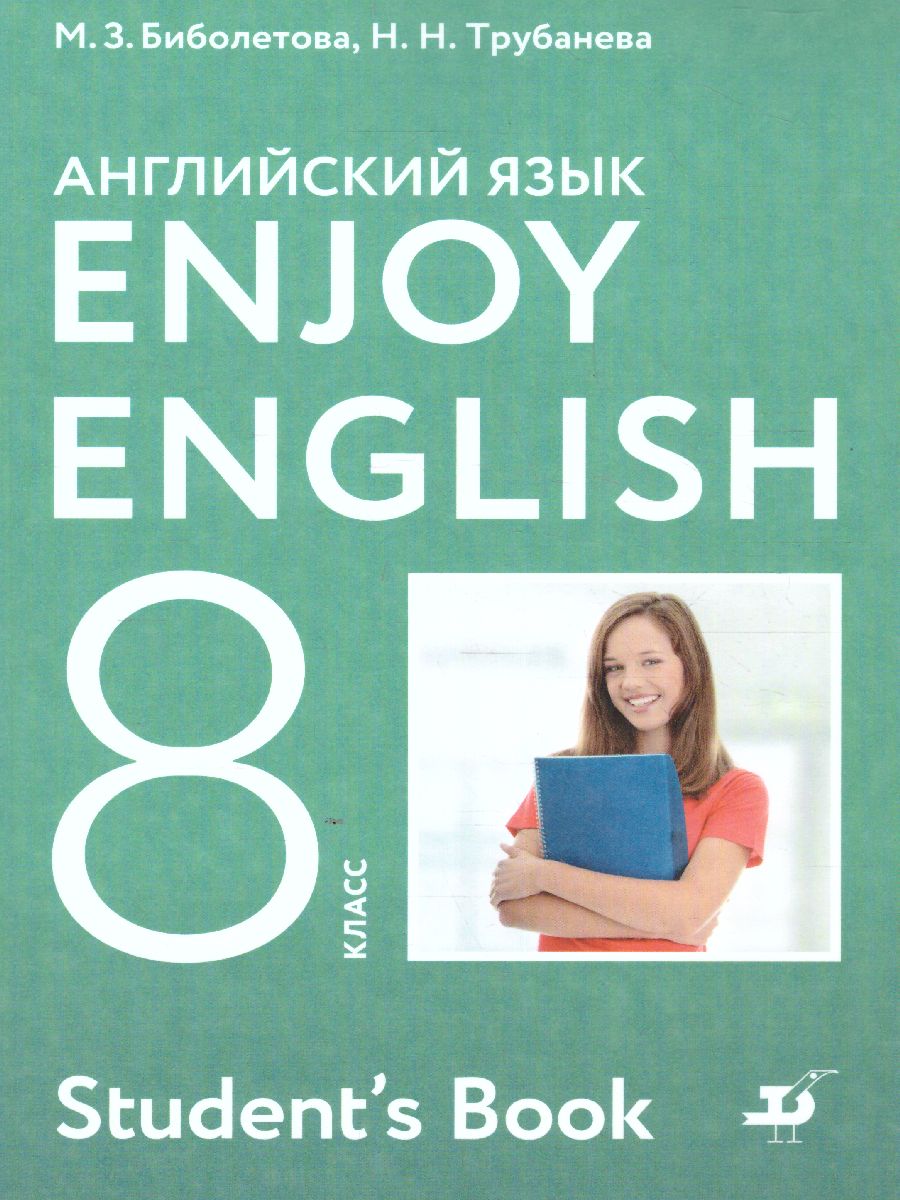 М. З. Биболетова, Н. Н. Трубанева
АНГЛИЙСКИЙ ЯЗЫК
ENJOY
ENGLISH
8
КЛАСС
Student's Book